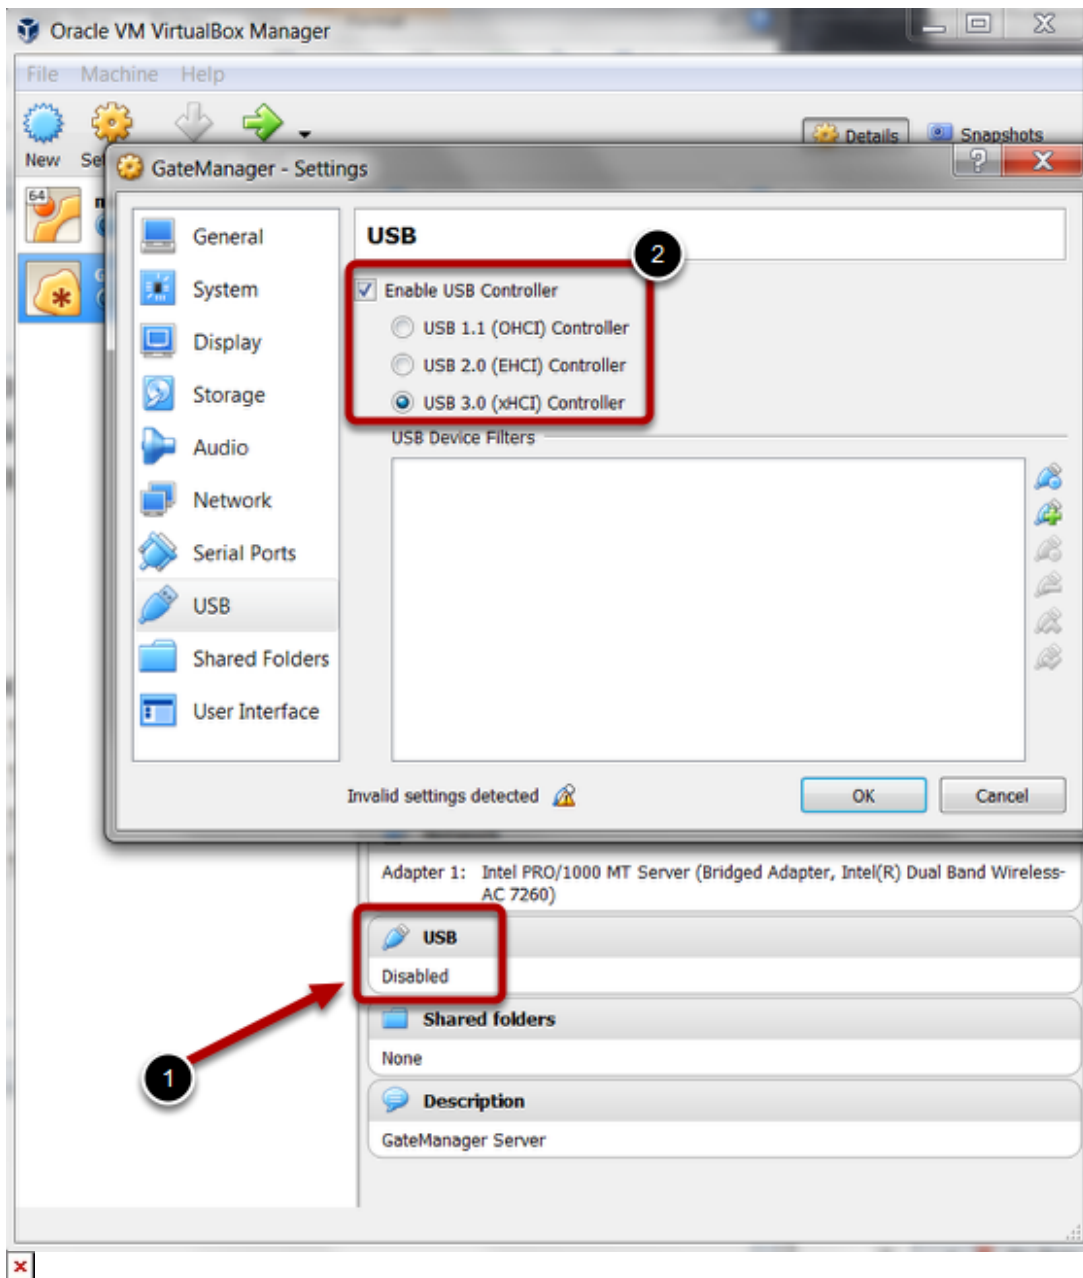 Oracle VM VirtualBox Manager
File Machine Help
New
Details Snapshots
GateManager - Settings
64
General
System
Display
Storage
Audio
Network
Serial Ports
USB
Shared Folders
User Interface
USB
2
Enable USB Controller
USB 1.1 (OHCI) Controller
USB 2.0 (EHCI) Controller
USB 3.0 (xHCI) Controller
USB Device Filters
Invalid settings detected
OK Cancel
Adapter 1: Intel PRO/1000 MT Server (Bridged Adapter, Intel(R) Dual Band Wireless-
AC 7260)
USB
Disabled
1
Shared folders
None
Description
GateManager Server